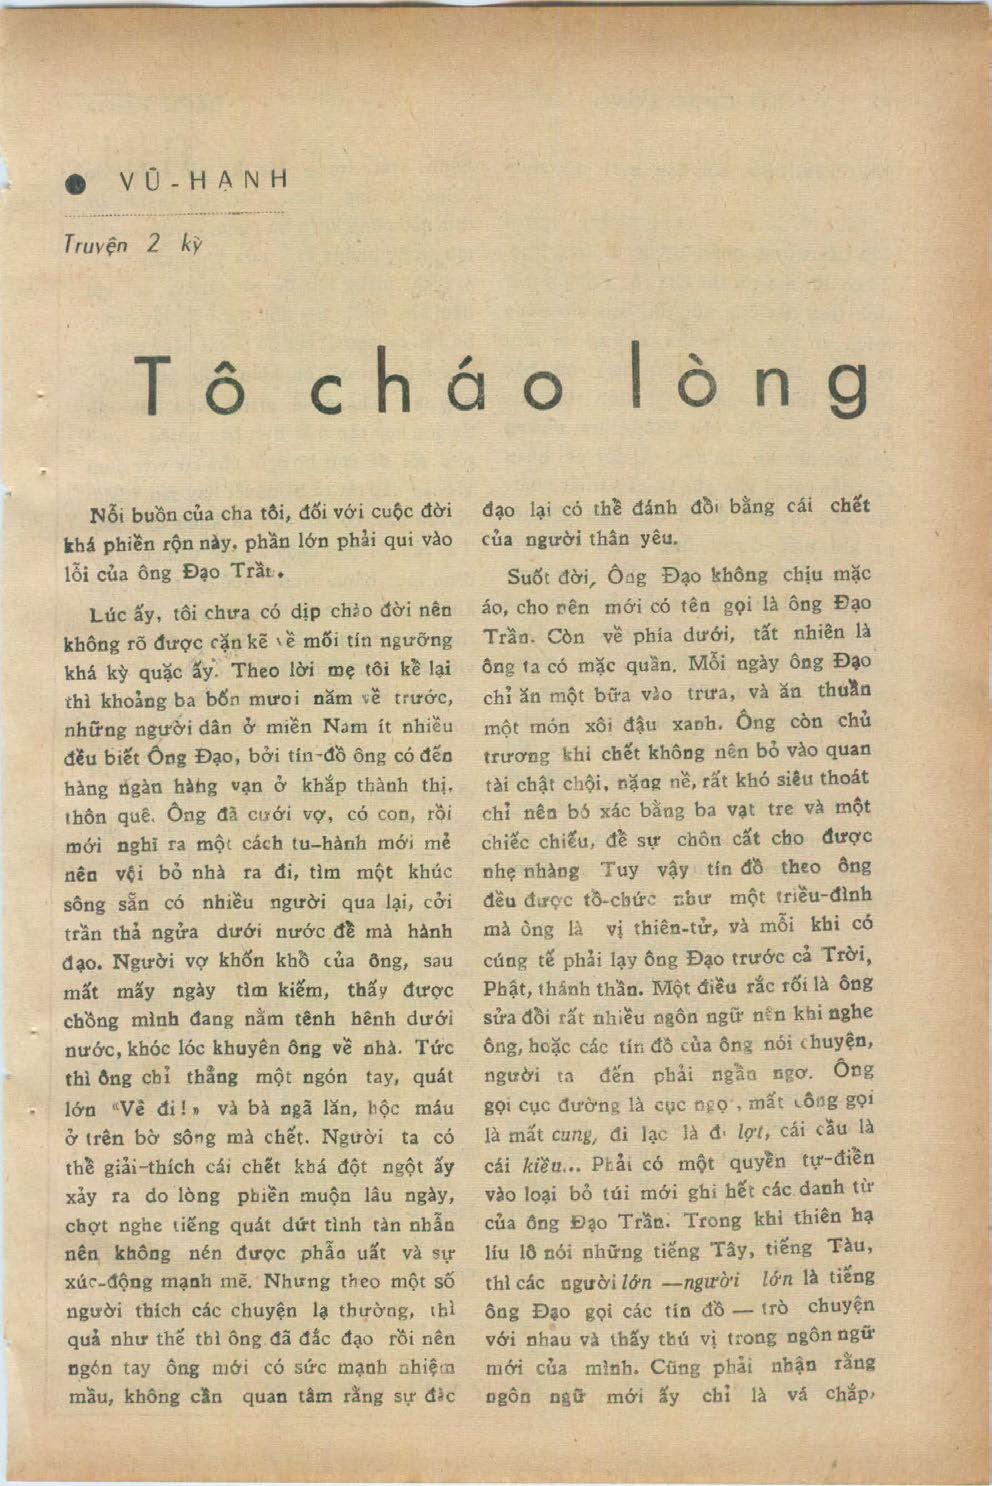 ● VŨ-HẠNH
Truyện 2 kỳ
Tô cháo lòng
Nỗi buồn của cha tôi, đối với cuộc đời
khá phiền rộn này, phần lớn phải qui vào
lỗi của ông Đạo Trần.
Lúc ấy, tôi chưa có dịp chào đời nên
không rõ được cặn kẽ về mối tín ngưỡng
khá kỳ quặc ấy. Theo lời mẹ tôi kể lại
thì khoảng ba bốn mươi năm về trước,
những người dân ở miền Nam ít nhiều
đều biết Ông Đạo, bởi tín-đồ ông có đến
hàng ngàn hàng vạn ở khắp thành thị,
thôn quê. Ông đã cưới vợ, có con, rồi
mới nghĩ ra một cách tu-hành mới mẻ
nên vội bỏ nhà ra đi, tìm một khúc
sông sẵn có nhiều người qua lại, cởi
trần thả ngửa dưới nước để mà hành
đạo. Người vợ khốn khổ của ông, sau
mất mấy ngày tìm kiếm, thấy được
chồng mình đang nằm tênh hênh dưới
nước, khóc lóc khuyên ông về nhà. Tức
thì ông chỉ thẳng một ngón tay, quát
lớn «Về đi!» và bà ngã lăn, hộc máu
ở trên bờ sông mà chết. Người ta có
thể giải-thích cái chết khá đột ngột ấy
xảy ra do lòng phiền muộn lâu ngày,
chợt nghe tiếng quát dứt tình tàn nhẫn
nên không nén được phẫn uất và sự
xúc-động mạnh mẽ. Nhưng theo một số
người thích các chuyện lạ thường, thì
quả như thế thì ông đã đắc đạo rồi nên
ngón tay ông mới có sức mạnh nhiệm
mầu, không cần quan tâm rằng sự đắc
đạo lại có thể đánh đổi bằng cái chết
của người thân yêu.
Suốt đời, Ông Đạo không chịu mặc
áo, cho nên mới có tên gọi là ông Đạo
Trần. Còn về phía dưới, tất nhiên là
ông ta có mặc quần. Mỗi ngày ông Đạo
chỉ ăn một bữa vào trưa, và ăn thuần
một món xôi đậu xanh. Ông còn chủ
trương khi chết không nên bỏ vào quan
tài chật chội, nặng nề, rất khó siêu thoát
chỉ nên bó xác bằng ba vạt tre và một
chiếc chiếu, để sự chôn cất cho được
nhẹ nhàng Tuy vậy tín đồ theo ông
đều được tổ-chức như một triều-đình
mà ông là vị thiên-tử, và mỗi khi có
cúng tế phải lạy ông Đạo trước cả Trời,
Phật, thánh thần. Một điều rắc rối là ông
sửa đổi rất nhiều ngôn ngữ nên khi nghe
ông, hoặc các tín đồ của ông nói chuyện,
người ta đến phải ngẩn ngơ. Ông
gọi cục đường là cục ngọ, mất công gọi
là mất cung, đi lạc là đi lợt, cái cầu là
cái kiều... Phải có một quyển tự-điển
vào loại bỏ túi mới ghi hết các danh từ
của ông Đạo Trần. Trong khi thiên hạ
líu lô nói những tiếng Tây, tiếng Tàu,
thì các người lớn —người lớn là tiếng
ông Đạo gọi các tín đồ — trò chuyện
với nhau và thấy thú vị trong ngôn ngữ
mới của mình. Cũng phải nhận rằng
ngôn ngữ mới ấy chỉ là vá chắp,